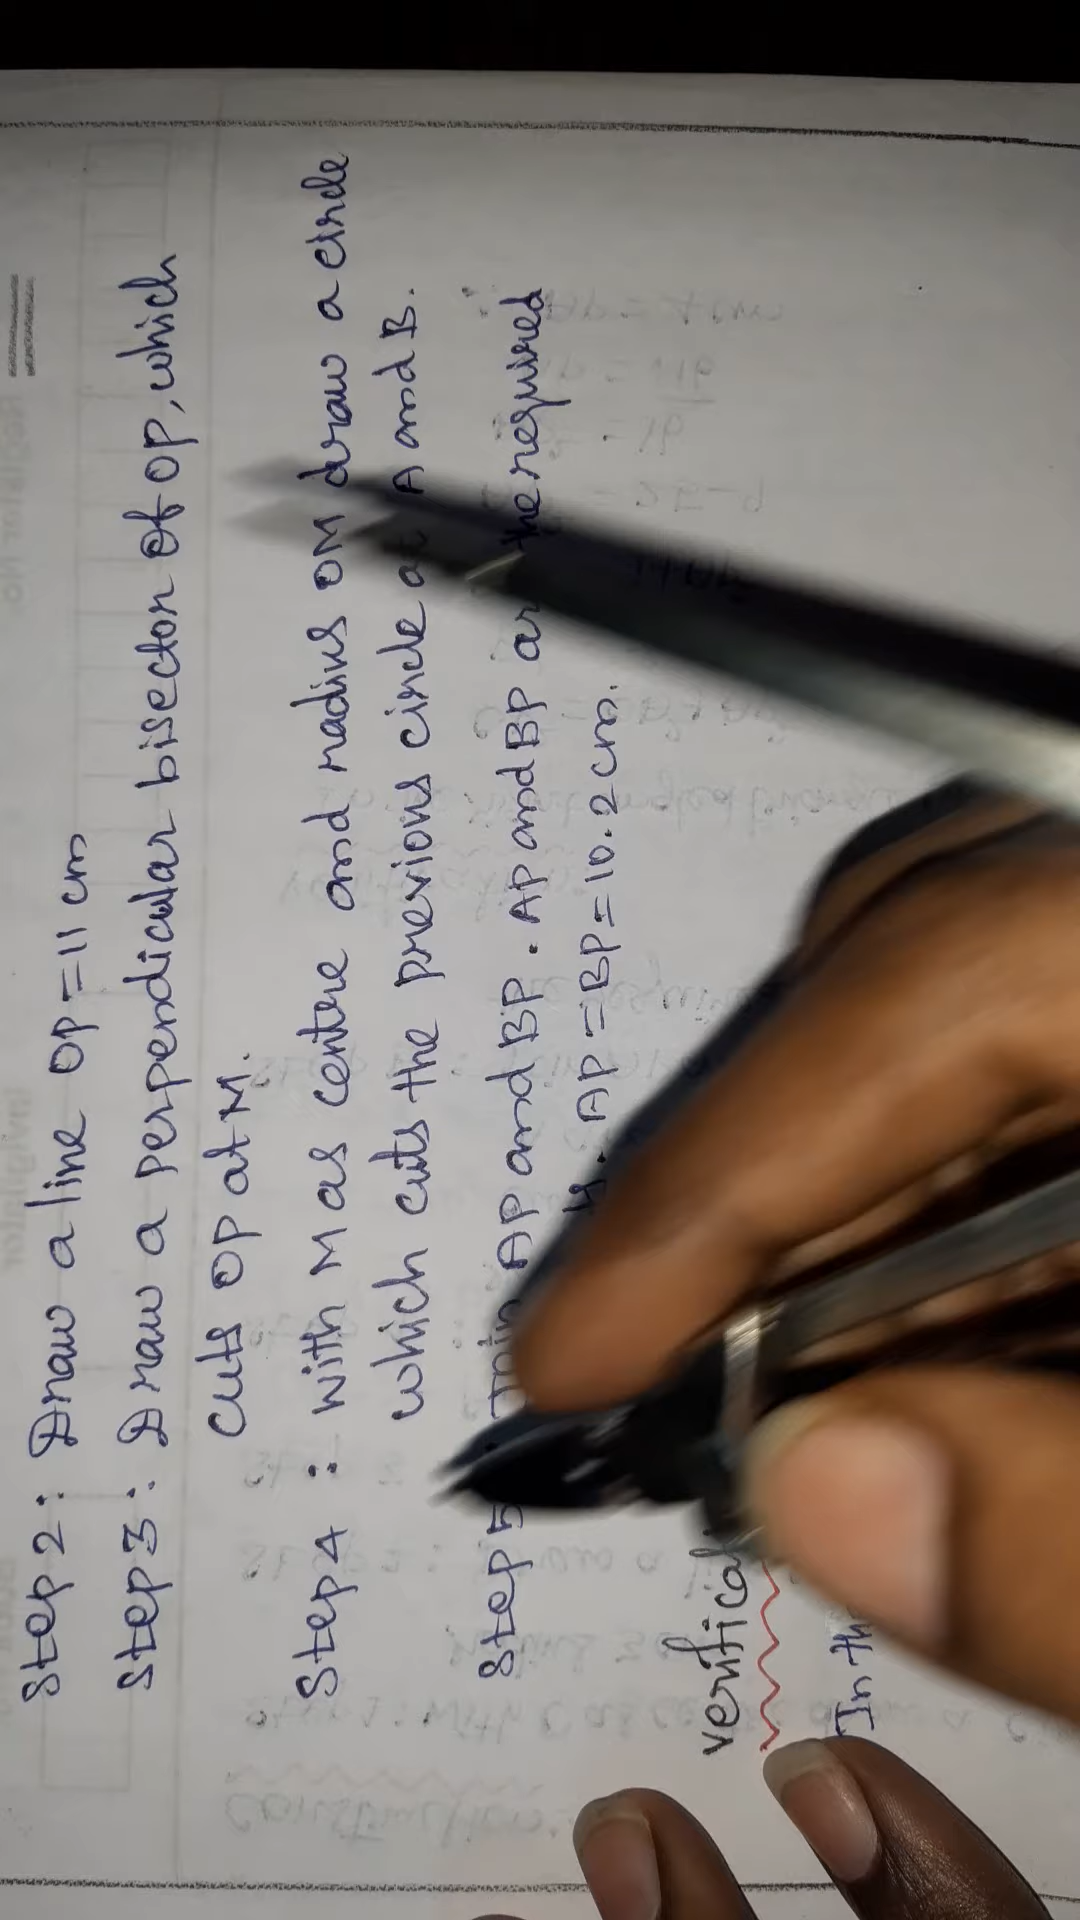 Step 2 : Draw a line OP = 11 cm
Step 3 : Draw a perpendicular bisector of OP, which
cuts OP at M.
Step 4 : with M as centre and radius OM draw a circle
which cuts the previous circle at A and B.
Step 5 : Join AP and BP . AP and BP are the required
AP = BP = 10.2 cm.
In the